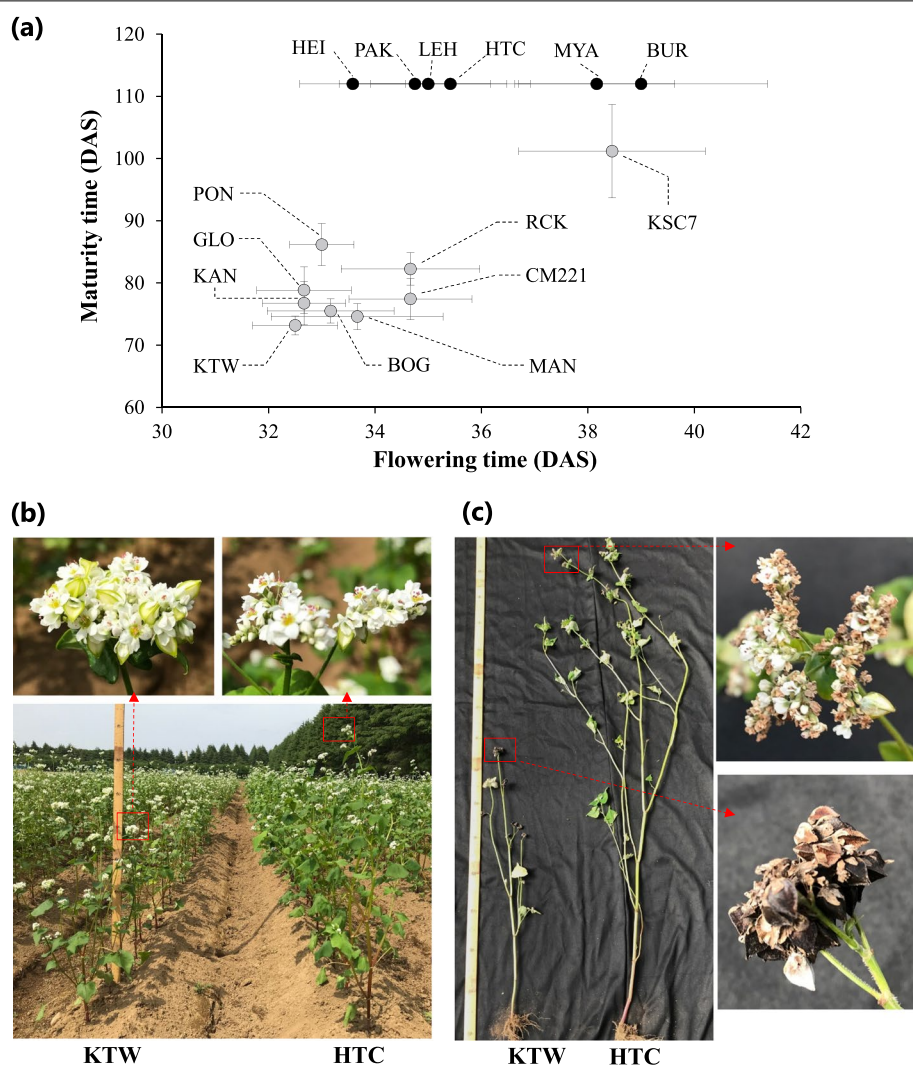 (a)
120
110
100
90
80
70
60
Maturity time (DAS)
HEI
PAK
LEH
HTC
MYA
BUR
PON
GLO
KAN
KTW
RCK
CM221
KSC7
BOG
MAN
30
32
34
36
38
40
42
Flowering time (DAS)
(b)
(c)
KTW
HTC
KTW
HTC